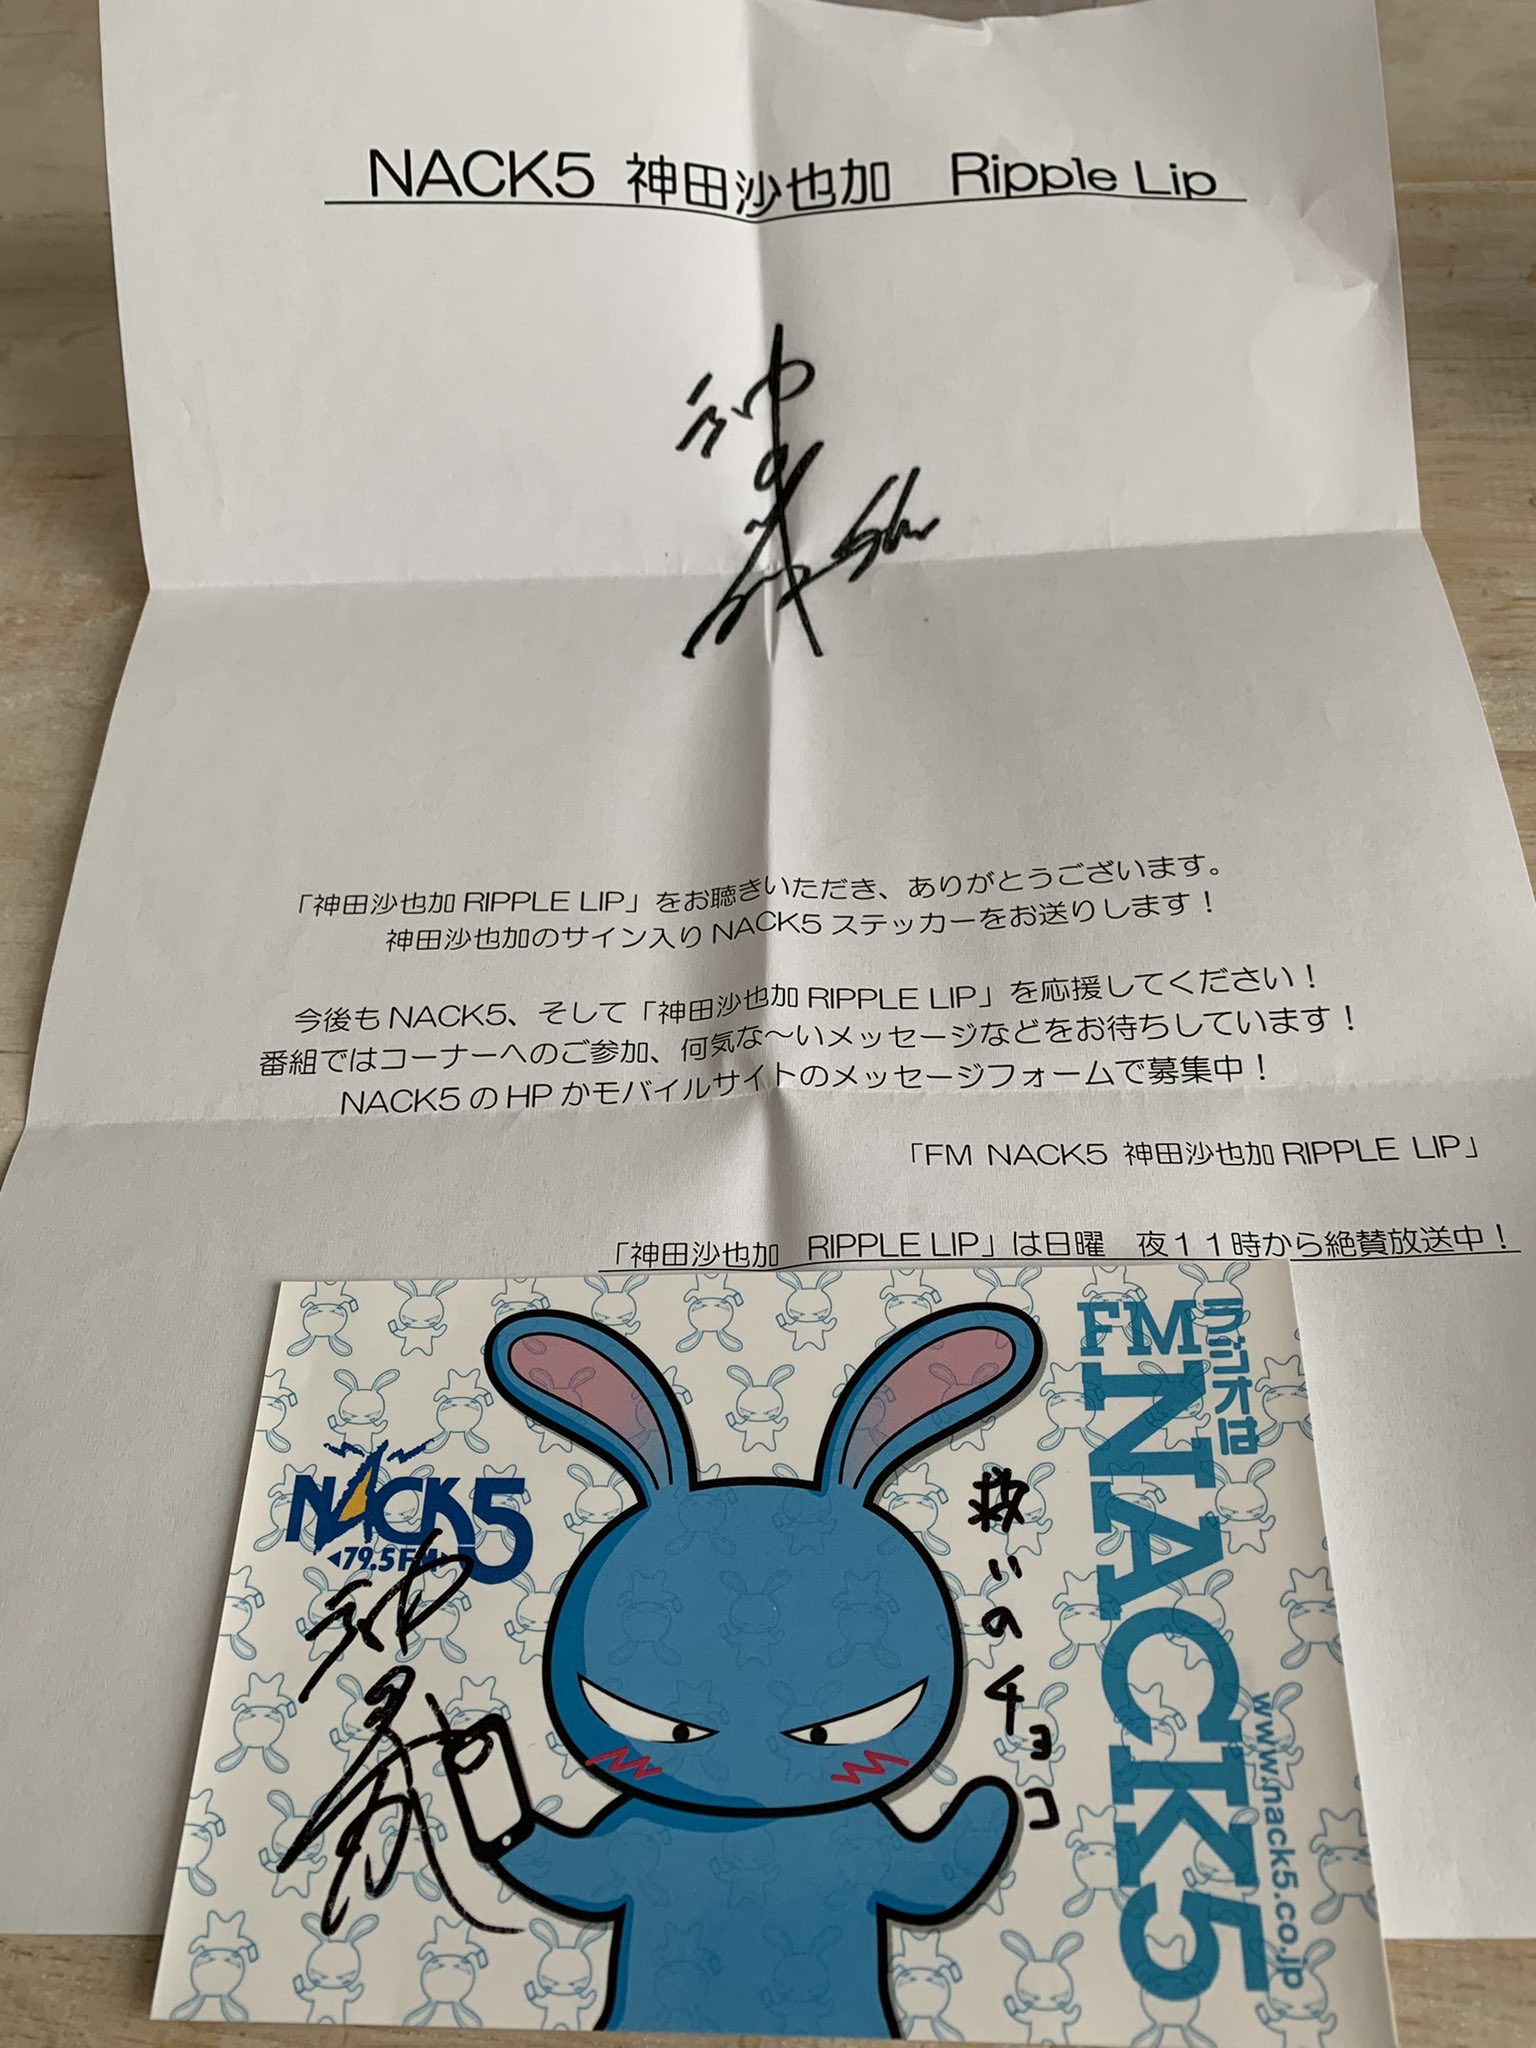 NACK5 神田沙也加　Ripple Lip
「神田沙也加 RIPPLE LIP」をお聴きいただき、ありがとうございます。
神田沙也加のサイン入り NACK5 ステッカーをお送りします！
今後も NACK5、そして「神田沙也加 RIPPLE LIP」を応援してください！
番組ではコーナーへのご参加、何気な～いメッセージなどをお待ちしています！
NACK5 の HP かモバイルサイトのメッセージフォームで募集中！
「FM NACK5 神田沙也加 RIPPLE LIP」
「神田沙也加　RIPPLE LIP」は日曜　夜１１時から絶賛放送中！
ラジオは
FM NACK5
www.nack5.co.jp
救いのチョコ
NACK5
79.5FM